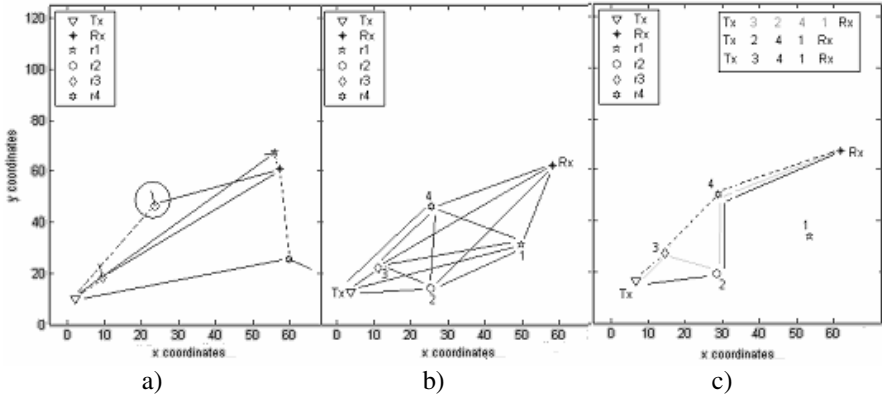 Tx
Rx
r1
r2
r3
r4
120
100
80
60
40
20
0
y coordinates
0 10 20 30 40 50 60
x coordinates
a)
Tx
Rx
r1
r2
r3
r4
4
Rx
3
1
Tx
2
0 10 20 30 40 50 60
x coordinates
b)
Tx
Rx
r1
r2
r3
r4
Tx 3 2 4 1 Rx
Tx 2 4 1 Rx
Tx 3 4 1 Rx
4
Rx
1
3
Tx
2
0 10 20 30 40 50 60
x coordinates
c)